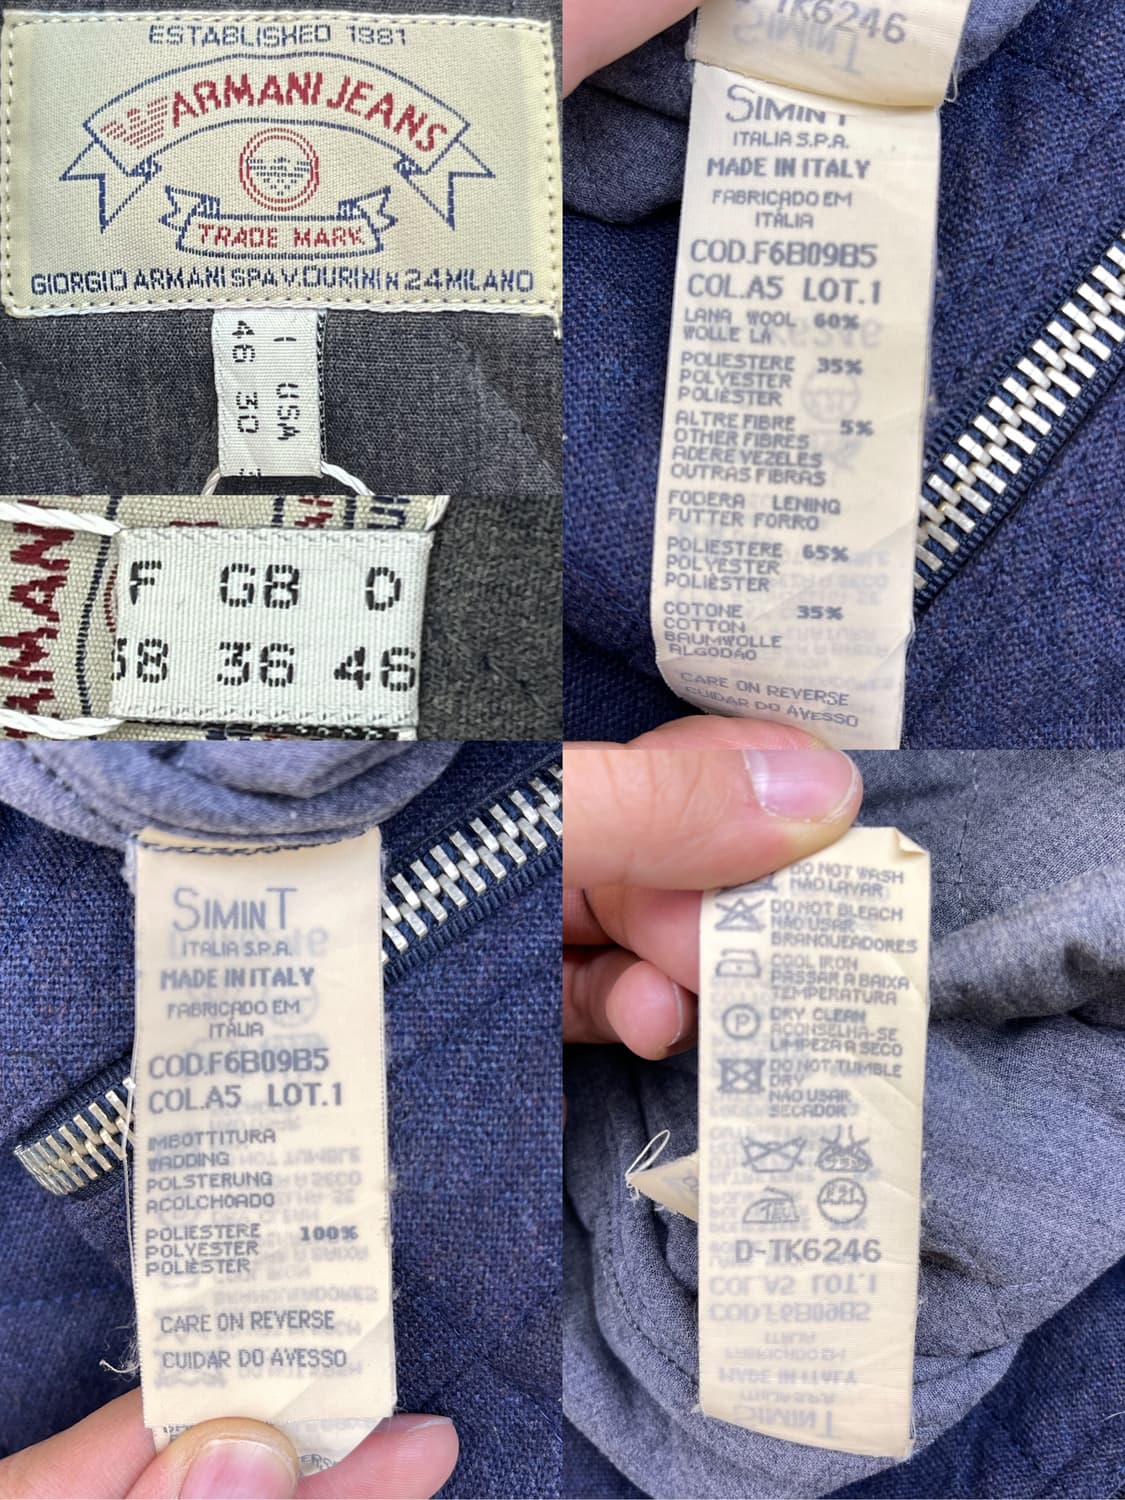 ESTABLISHED 1981
ARMANI JEANS
TRADE MARK
GIORGIO ARMANI SPA V.DURINI N 24 MILANO
I USA
46 30
F GB D
36 46
TK6246
SIMINT
ITALIA S.P.A.
MADE IN ITALY
FABRICADO EM
ITÁLIA
COD.F6B09B5
COL.A5 LOT.1
LANA WOOL 60%
WOLLE LÃ
POLIESTERE 35%
POLYESTER
POLIÉSTER
ALTRE FIBRE 5%
OTHER FIBRES
ADERE VEZELES
OUTRAS FIBRAS
FODERA LENING
FUTTER FORRO
POLIESTERE 65%
POLYESTER
POLIÉSTER
COTONE 35%
COTTON
BAUMWOLLE
ALGODÃO
CARE ON REVERSE
CUIDAR DO AVESSO
SIMINT
ITALIA S.P.A.
MADE IN ITALY
FABRICADO EM
ITÁLIA
COD.F6B09B5
COL.A5 LOT.1
IMBOTTITURA
WADDING
POLSTERUNG
ACOLCHOADO
POLIESTERE 100%
POLYESTER
POLIÉSTER
CARE ON REVERSE
CUIDAR DO AVESSO
DO NOT WASH
NÃO LAVAR
DO NOT BLEACH
NÃO USAR
BRANQUEADORES
COOL IRON
PASSAR A BAIXA
TEMPERATURA
P DRY CLEAN
ACONSELHA-SE
LIMPEZA A SECO
DO NOT TUMBLE
DRY
NÃO USAR
SECADOR
D-TK6246